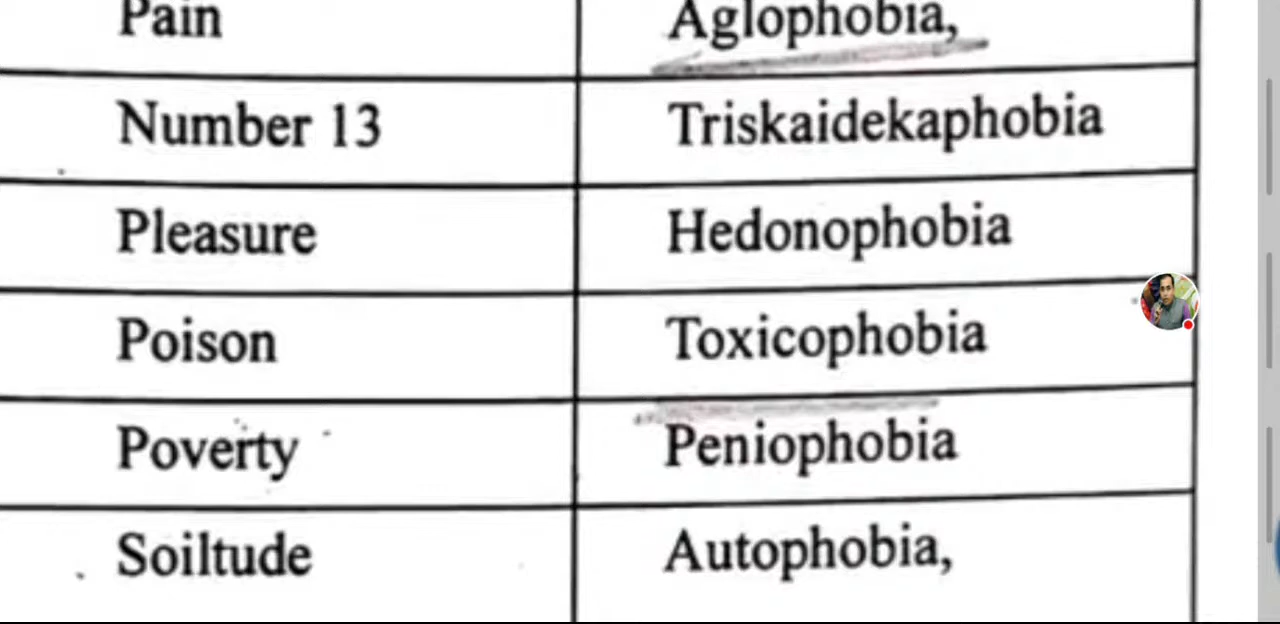 Pain Aglophobia,
Number 13 Triskaidekaphobia
Pleasure Hedonophobia
Poison Toxicophobia
Poverty Peniophobia
Soiltude Autophobia,